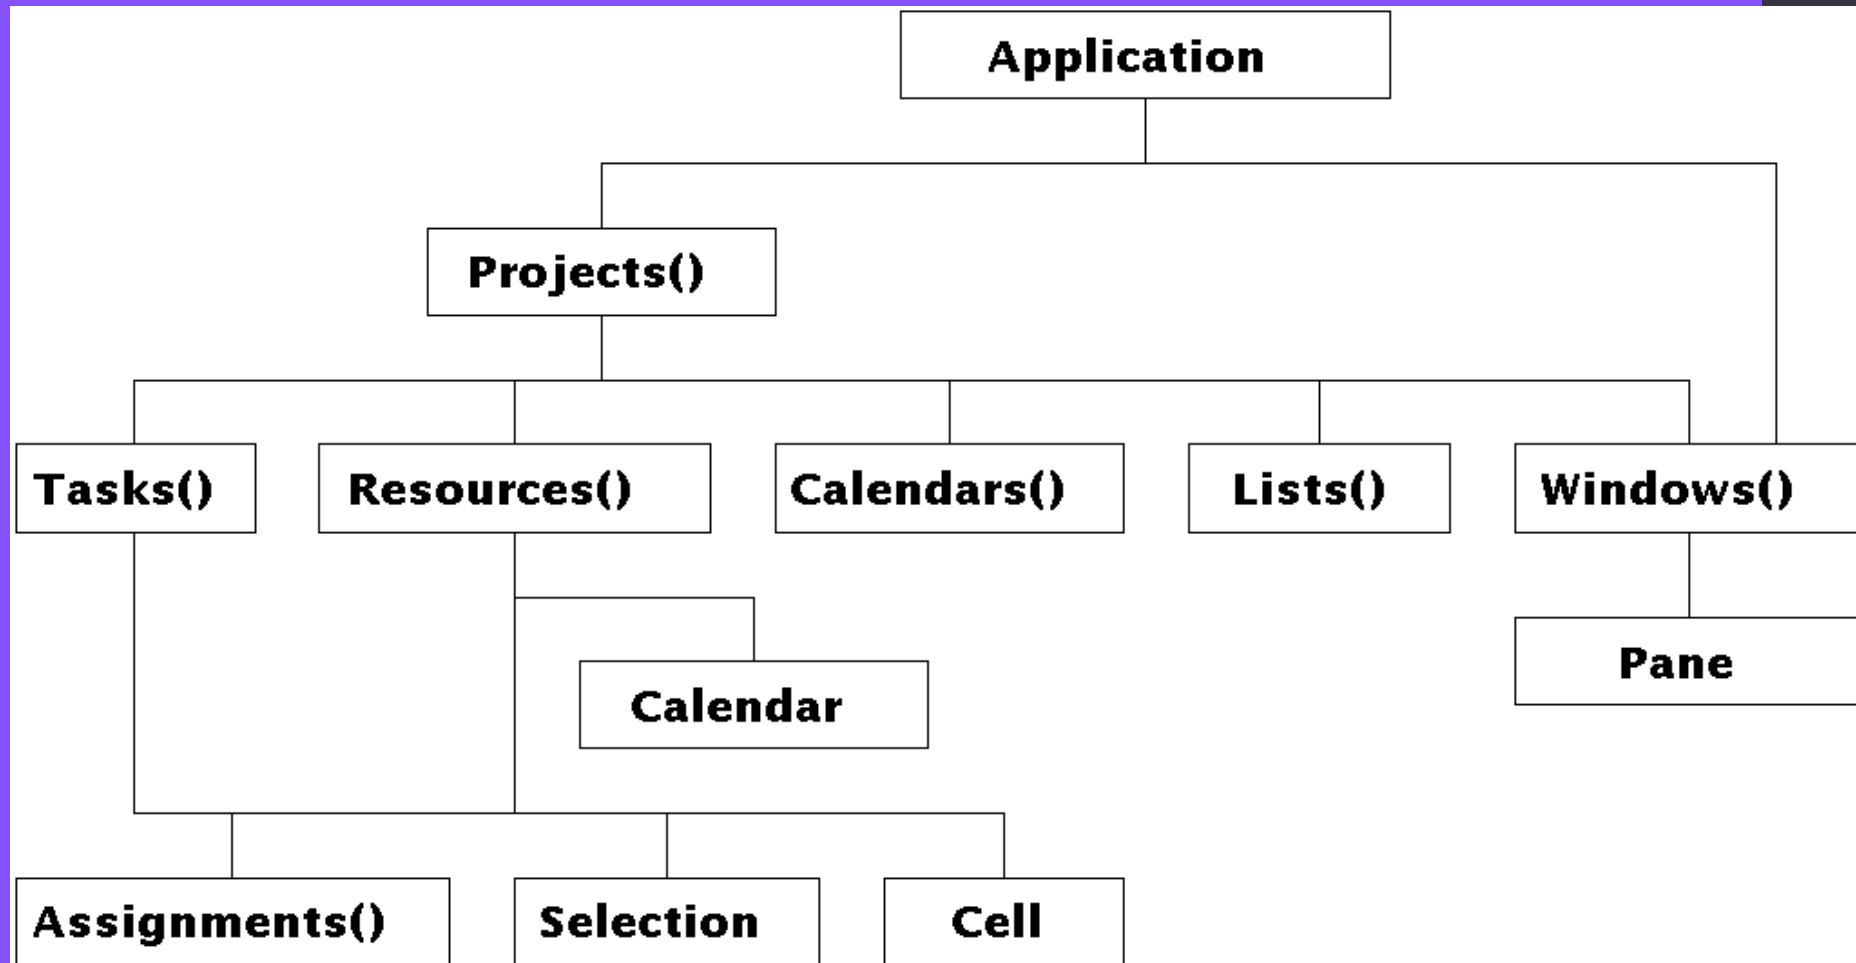 Application
Projects()
Tasks()
Resources()
Calendars()
Lists()
Windows()
Pane
Calendar
Assignments()
Selection
Cell